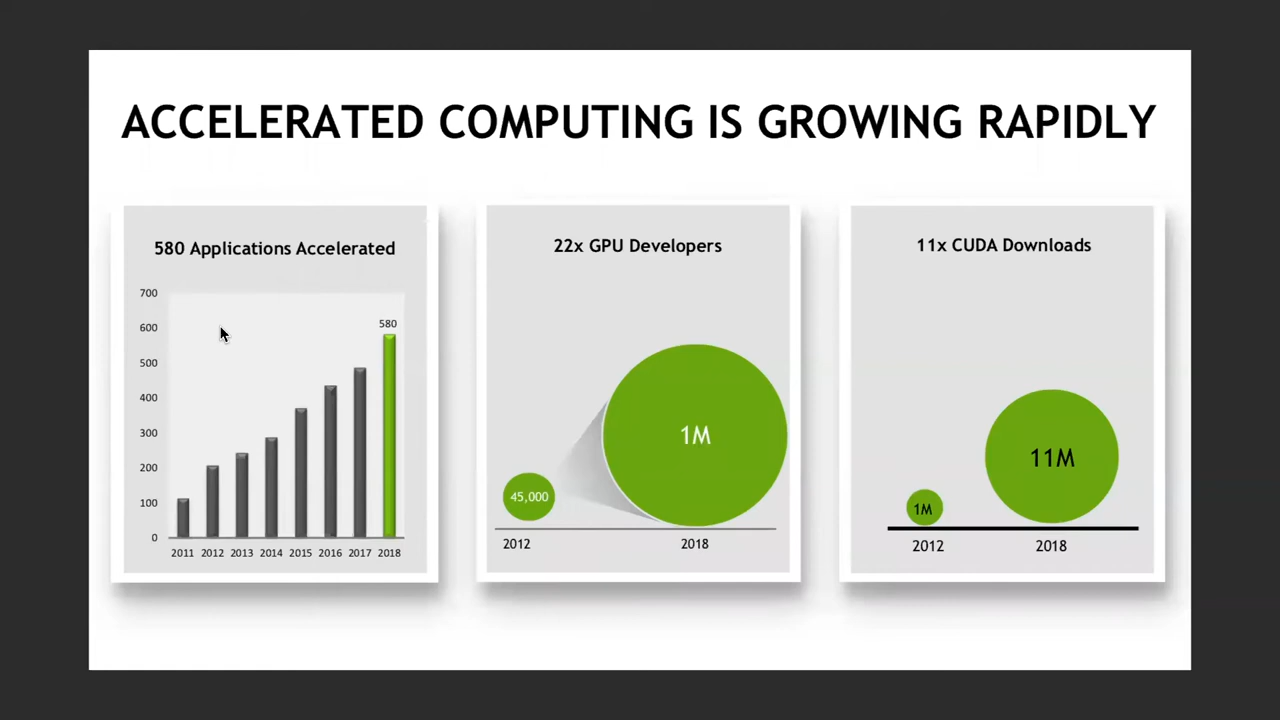 ACCELERATED COMPUTING IS GROWING RAPIDLY
580 Applications Accelerated
700
600
500
400
300
200
100
0
580
2011 2012 2013 2014 2015 2016 2017 2018
22x GPU Developers
1M
45,000
2012 2018
11x CUDA Downloads
11M
1M
2012 2018